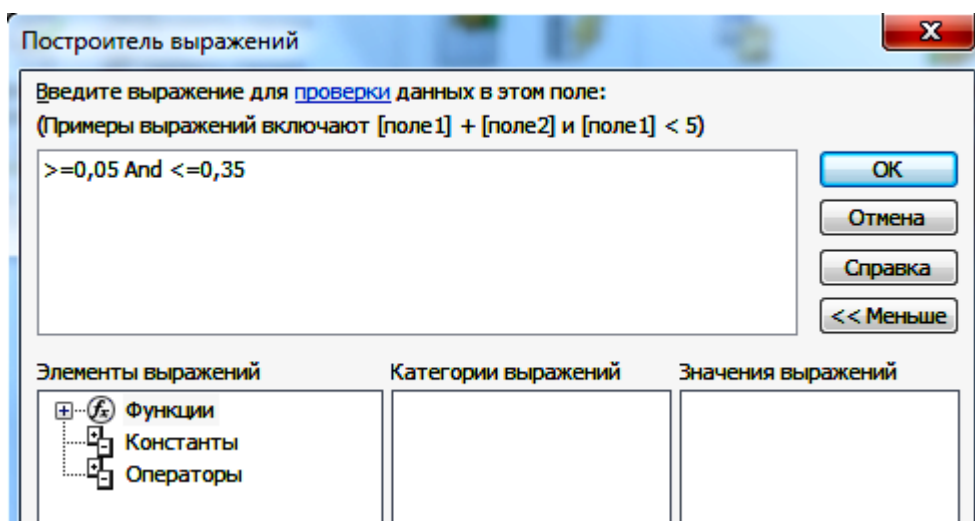 Построитель выражений
Введите выражение для проверки данных в этом поле:
(Примеры выражений включают [поле1] + [поле2] и [поле1] < 5)
>=0,05 And <=0,35
ОК
Отмена
Справка
<< Меньше
Элементы выражений
Категории выражений
Значения выражений
Функции
Константы
Операторы